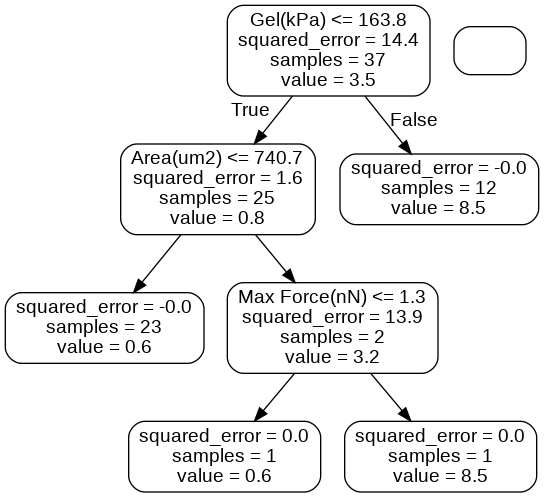 Gel(kPa) <= 163.8
squared_error = 14.4
samples = 37
value = 3.5
True
False
Area(um2) <= 740.7
squared_error = 1.6
samples = 25
value = 0.8
squared_error = -0.0
samples = 12
value = 8.5
squared_error = -0.0
samples = 23
value = 0.6
Max Force(nN) <= 1.3
squared_error = 13.9
samples = 2
value = 3.2
squared_error = 0.0
samples = 1
value = 0.6
squared_error = 0.0
samples = 1
value = 8.5